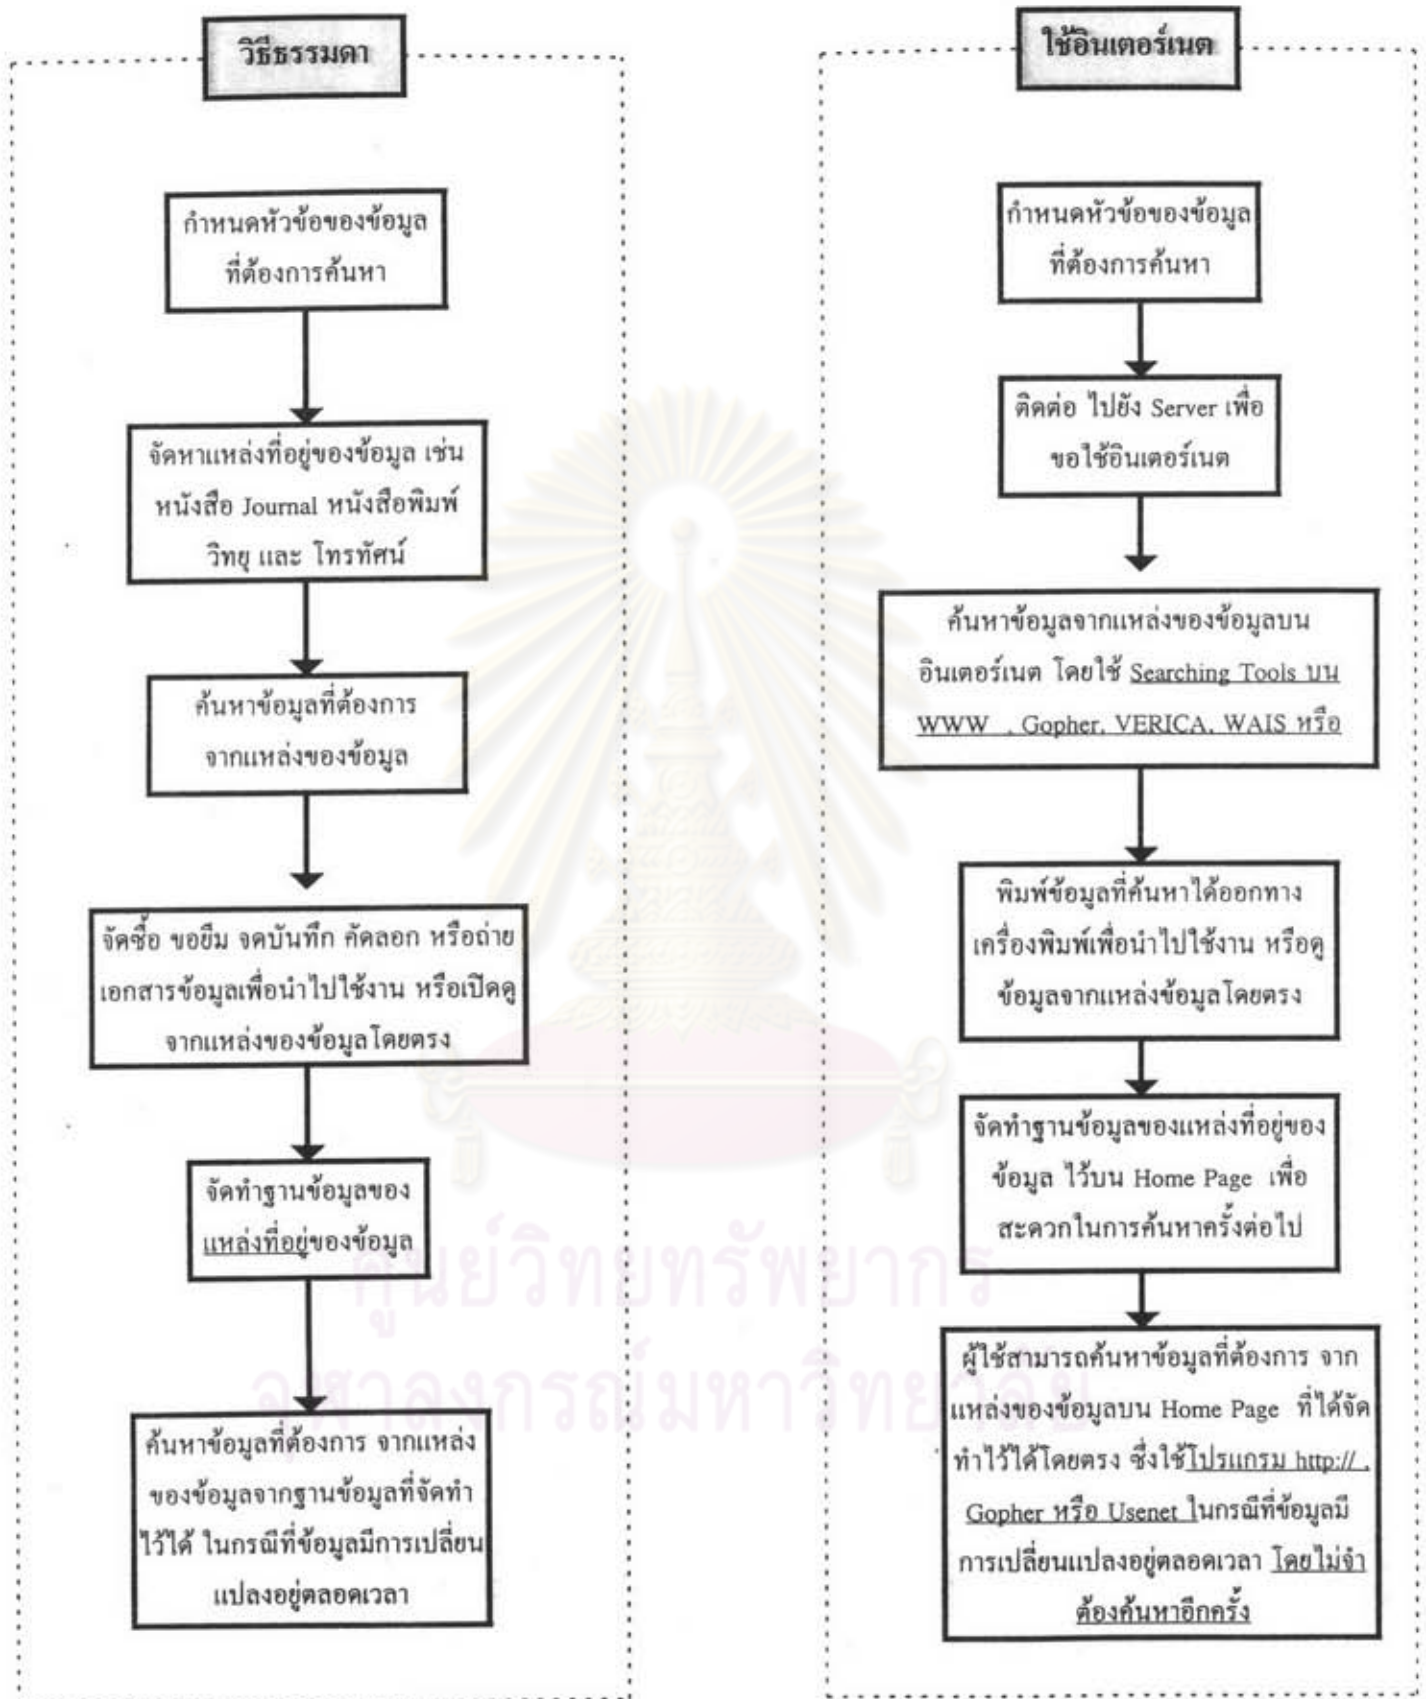 วิธีธรรมดา
กำหนดหัวข้อของข้อมูล
ที่ต้องการค้นหา
จัดหาแหล่งที่อยู่ของข้อมูล เช่น
หนังสือ Journal หนังสือพิมพ์
วิทยุ และ โทรทัศน์
ค้นหาข้อมูลที่ต้องการ
จากแหล่งของข้อมูล
จัดซื้อ ขอยืม จดบันทึก คัดลอก หรือถ่าย
เอกสารข้อมูลเพื่อนำไปใช้งาน หรือเปิดดู
จากแหล่งของข้อมูลโดยตรง
จัดทำฐานข้อมูลของ
แหล่งที่อยู่ของข้อมูล
ค้นหาข้อมูลที่ต้องการ จากแหล่ง
ของข้อมูลจากฐานข้อมูลที่จัดทำ
ไว้ได้ ในกรณีที่ข้อมูลมีการเปลี่ยน
แปลงอยู่ตลอดเวลา
ใช้อินเตอร์เนต
กำหนดหัวข้อของข้อมูล
ที่ต้องการค้นหา
ติดต่อ ไปยัง Server เพื่อ
ขอใช้อินเตอร์เนต
ค้นหาข้อมูลจากแหล่งของข้อมูลบน
อินเตอร์เนต โดยใช้ Searching Tools บน
WWW , Gopher, VERICA, WAIS หรือ
พิมพ์ข้อมูลที่ค้นหาได้ออกทาง
เครื่องพิมพ์เพื่อนำไปใช้งาน หรือดู
ข้อมูลจากแหล่งข้อมูลโดยตรง
จัดทำฐานข้อมูลของแหล่งที่อยู่ของ
ข้อมูล ไว้บน Home Page เพื่อ
สะดวกในการค้นหาครั้งต่อไป
ผู้ใช้สามารถค้นหาข้อมูลที่ต้องการ จาก
แหล่งของข้อมูลบน Home Page ที่ได้จัด
ทำไว้ได้โดยตรง ซึ่งใช้โปรแกรม http:// ,
Gopher หรือ Usenet ในกรณีที่ข้อมูลมี
การเปลี่ยนแปลงอยู่ตลอดเวลา โดยไม่จำ
ต้องค้นหาอีกครั้ง
ศูนย์วิทยทรัพยากร
จุฬาลงกรณ์มหาวิทยาลัย